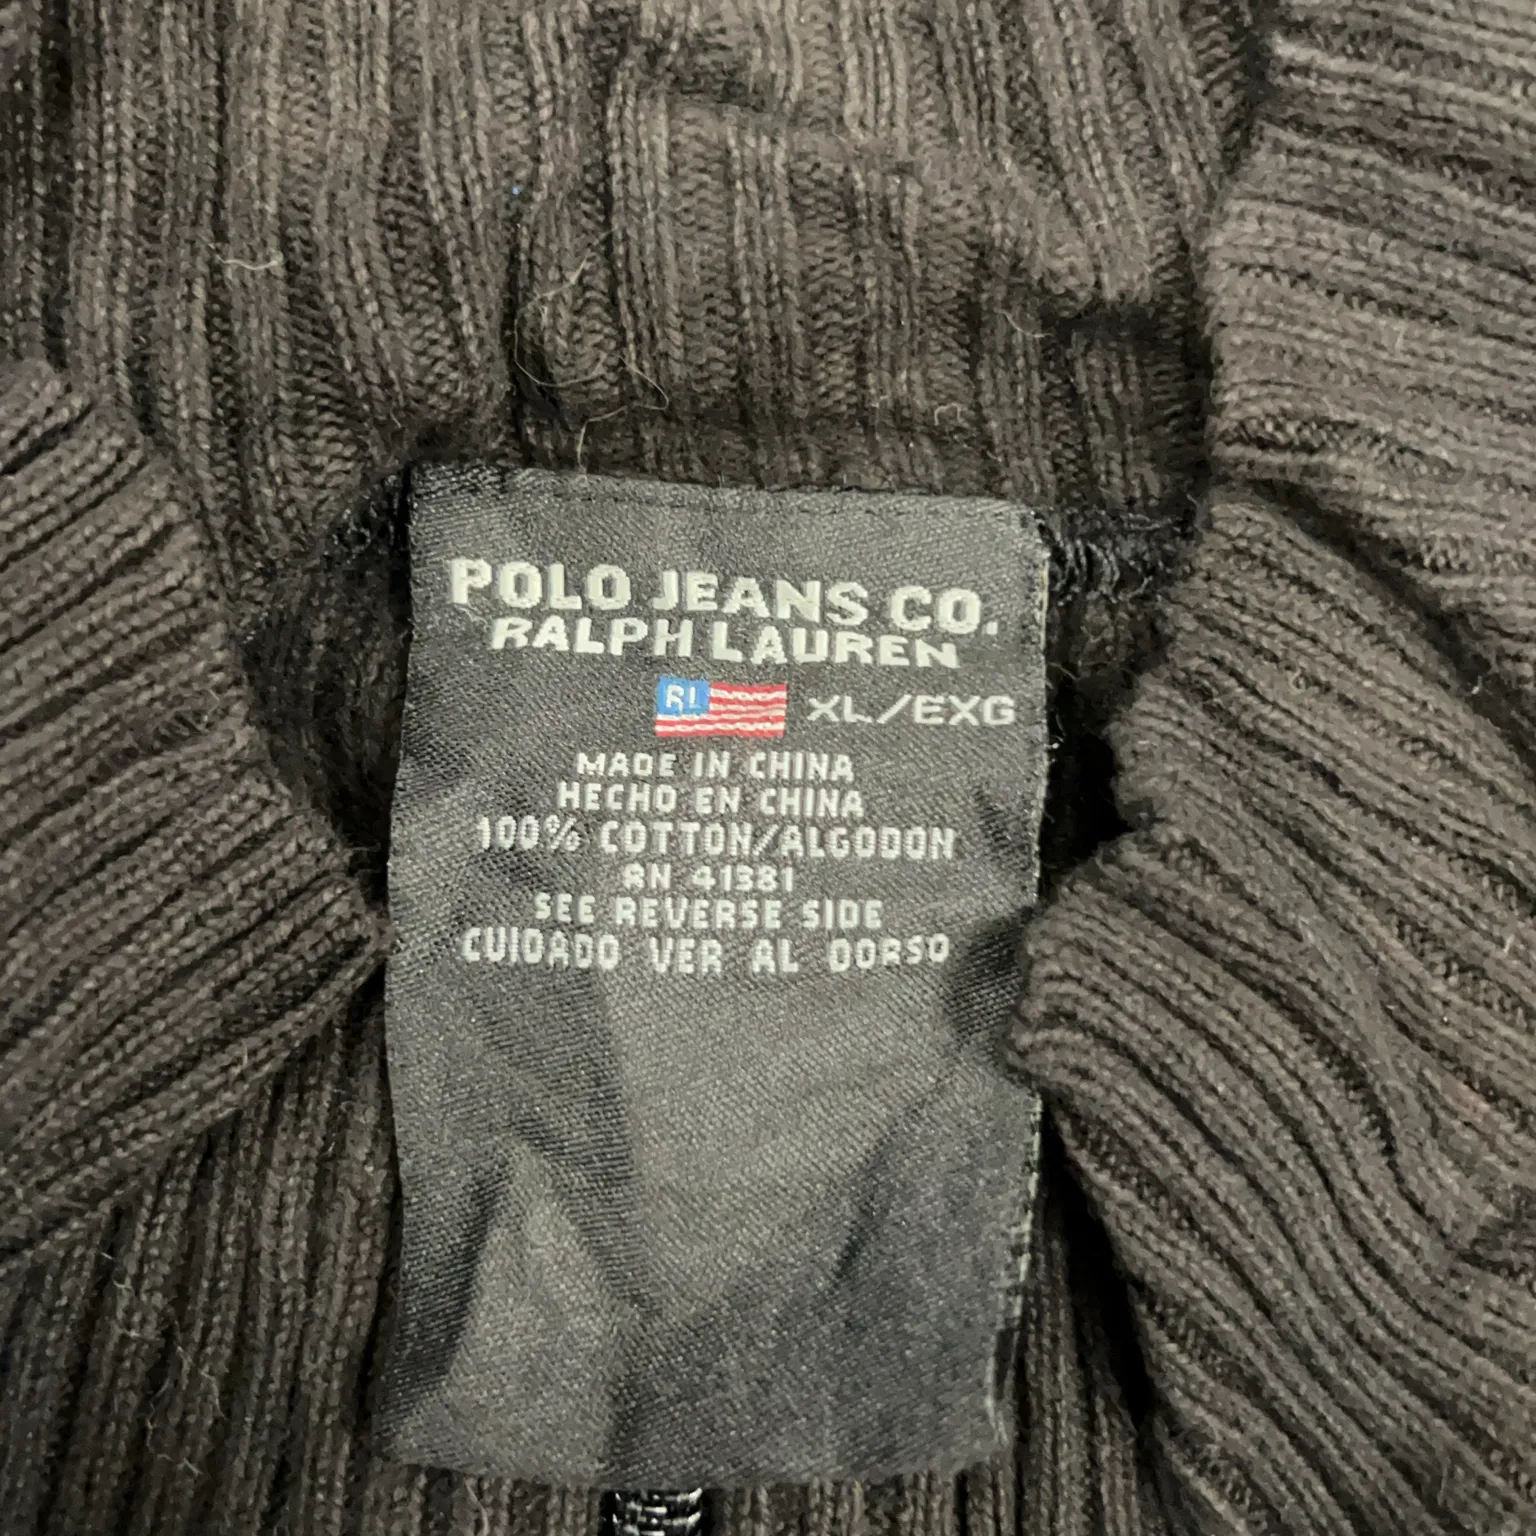 POLO JEANS CO.
RALPH LAUREN
RL XL/EXG
MADE IN CHINA
HECHO EN CHINA
100% COTTON/ALGODON
RN 41381
SEE REVERSE SIDE
CUIDADO VER AL DORSO